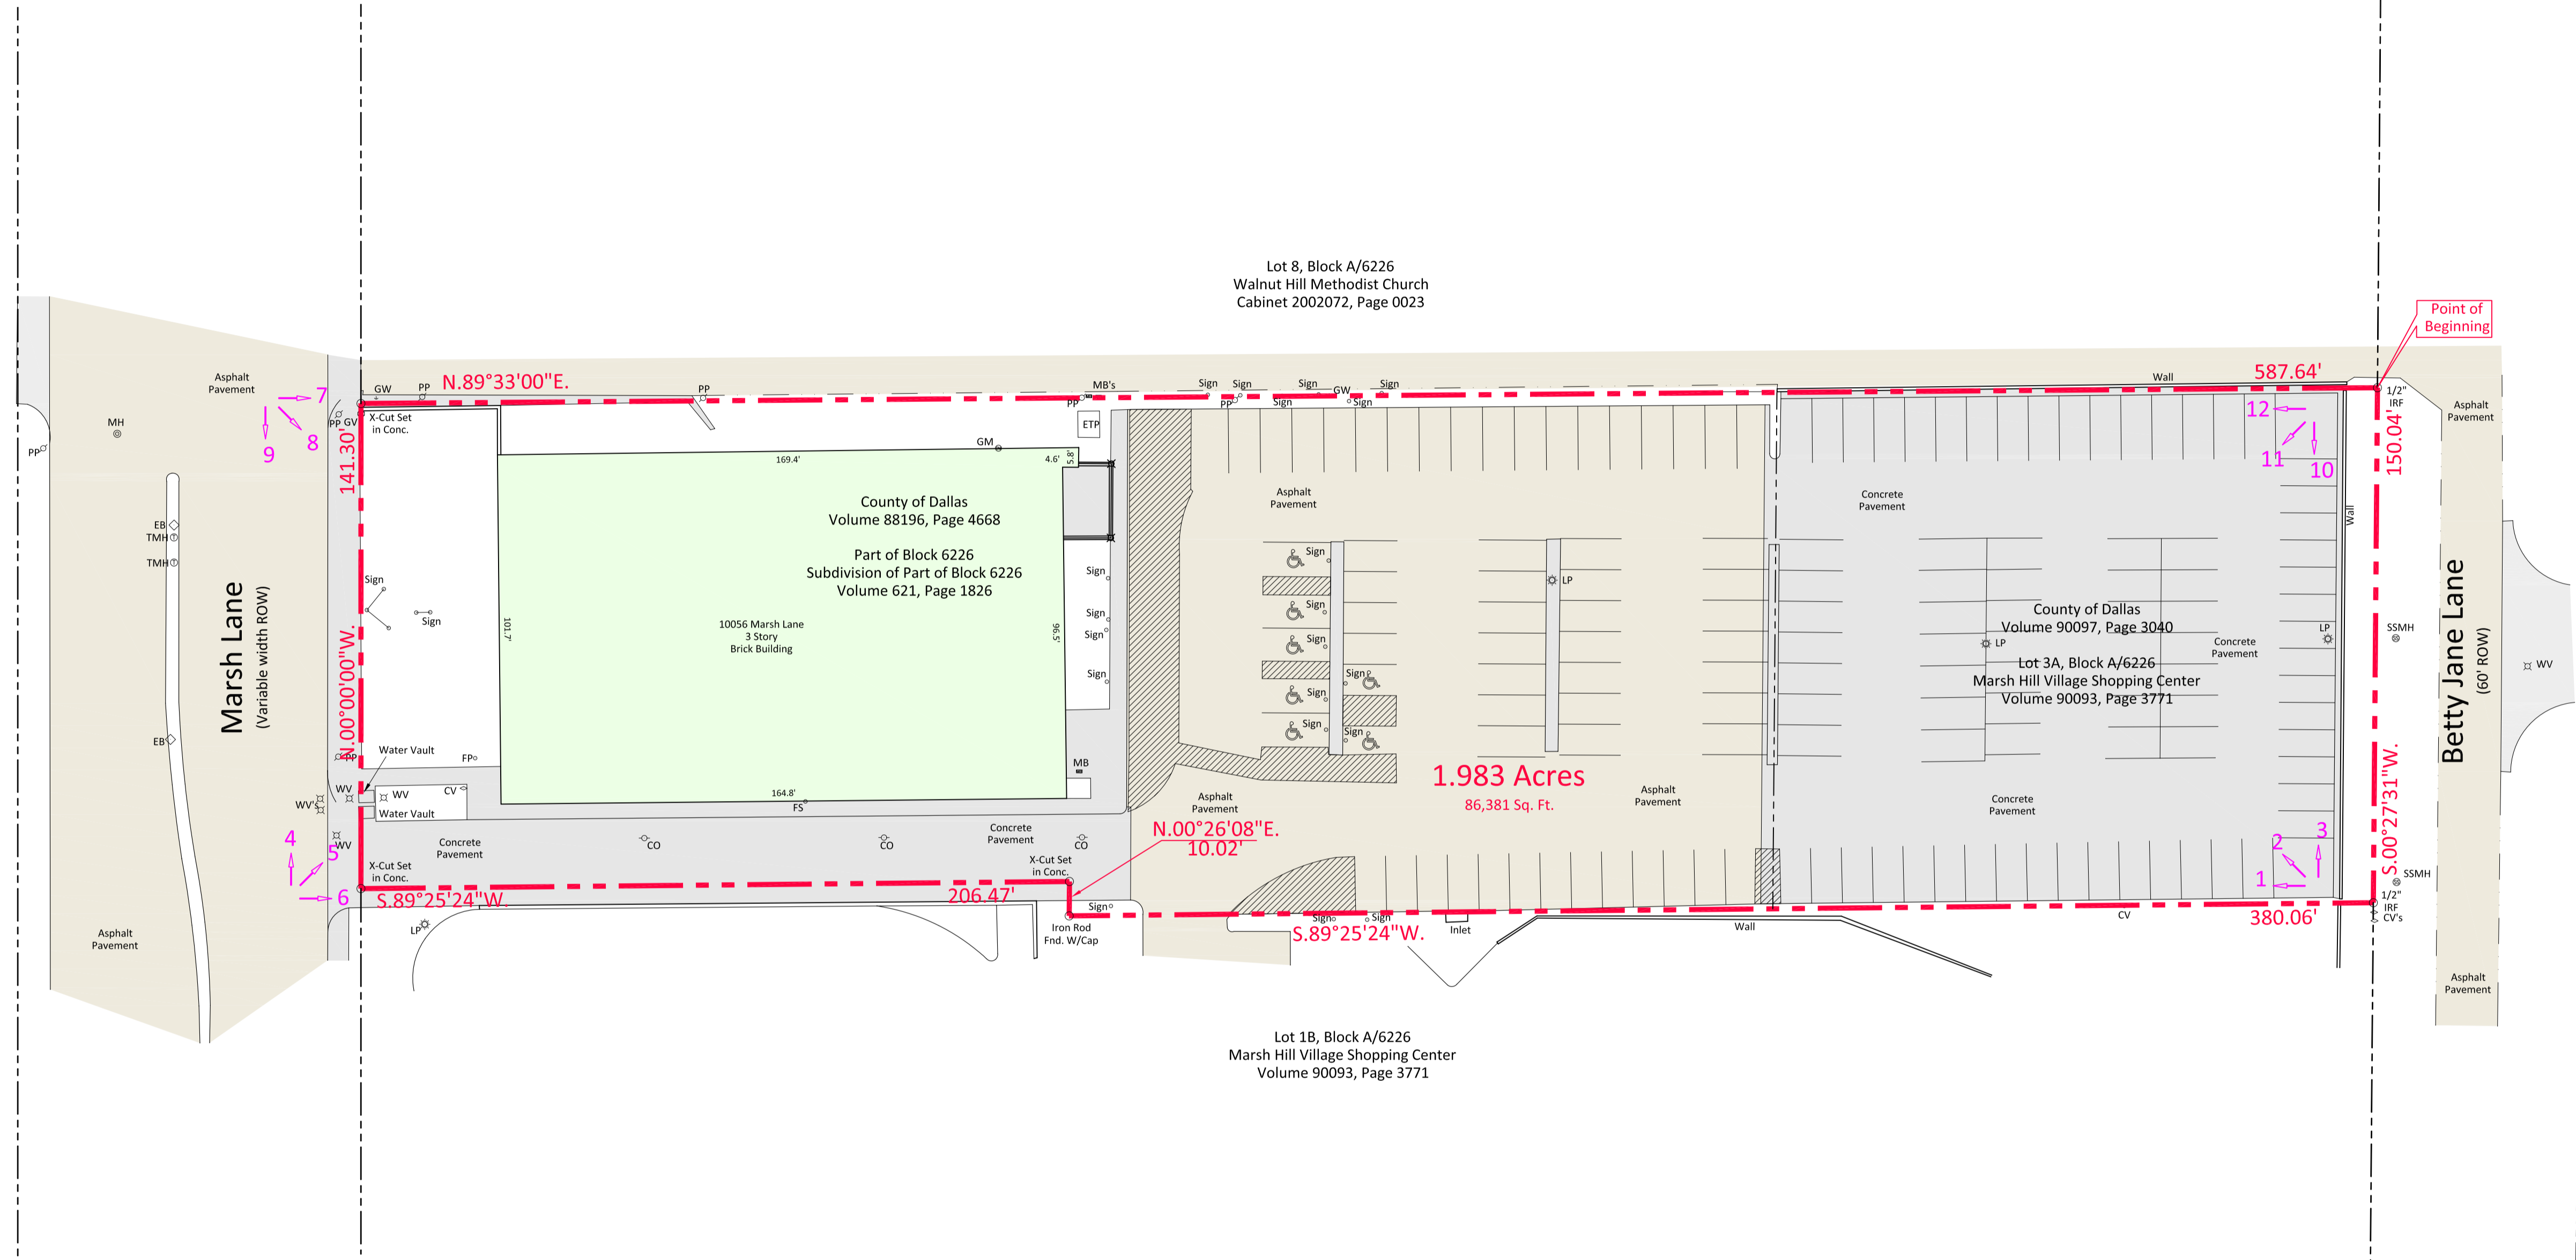 Lot 8, Block A/6226
Walnut Hill Methodist Church
Cabinet 2002072, Page 0023
Point of
Beginning
587.64'
Wall
1/2"
IRF
150.04'
N.89°33'00"E.
GW
PP
PP
MB's
PP
Sign
Sign
PP
Sign
Sign
GW
Sign
Sign
Asphalt
Pavement
7
8
9
X-Cut Set
in Conc.
PP
GV
141.30'
MH
PP
ETP
GM
169.4'
4.6'
5.8'
12
11
10
Asphalt
Pavement
County of Dallas
Volume 88196, Page 4668
Part of Block 6226
Subdivision of Part of Block 6226
Volume 621, Page 1826
10056 Marsh Lane
3 Story
Brick Building
101.7'
96.5'
164.8'
FS
Asphalt
Pavement
Concrete
Pavement
Wall
EB
TMH
TMH
EB
Marsh Lane
(Variable width ROW)
Sign
Sign
N.00°00'00"W.
PP
Water Vault
FP
WV
WV's
WV
CV
Water Vault
WV
Sign
Sign
Sign
Sign
MB
Sign
Sign
Sign
Sign
Sign
Sign
Sign
LP
LP
LP
County of Dallas
Volume 90097, Page 3040
Lot 3A, Block A/6226
Marsh Hill Village Shopping Center
Volume 90093, Page 3771
Concrete
Pavement
SSMH
Betty Jane Lane
(60' ROW)
WV
1.983 Acres
86,381 Sq. Ft.
Asphalt
Pavement
Asphalt
Pavement
Concrete
Pavement
S.00°27'31"W.
4
5
6
X-Cut Set
in Conc.
Concrete
Pavement
CO
CO
Concrete
Pavement
CO
X-Cut Set
in Conc.
N.00°26'08"E.
10.02'
2
3
1
SSMH
1/2"
IRF
CV's
S.89°25'24"W.
206.47'
LP
Sign
Iron Rod
Fnd. W/Cap
Sign
Sign
S.89°25'24"W.
Inlet
Wall
CV
380.06'
Asphalt
Pavement
Asphalt
Pavement
Lot 1B, Block A/6226
Marsh Hill Village Shopping Center
Volume 90093, Page 3771